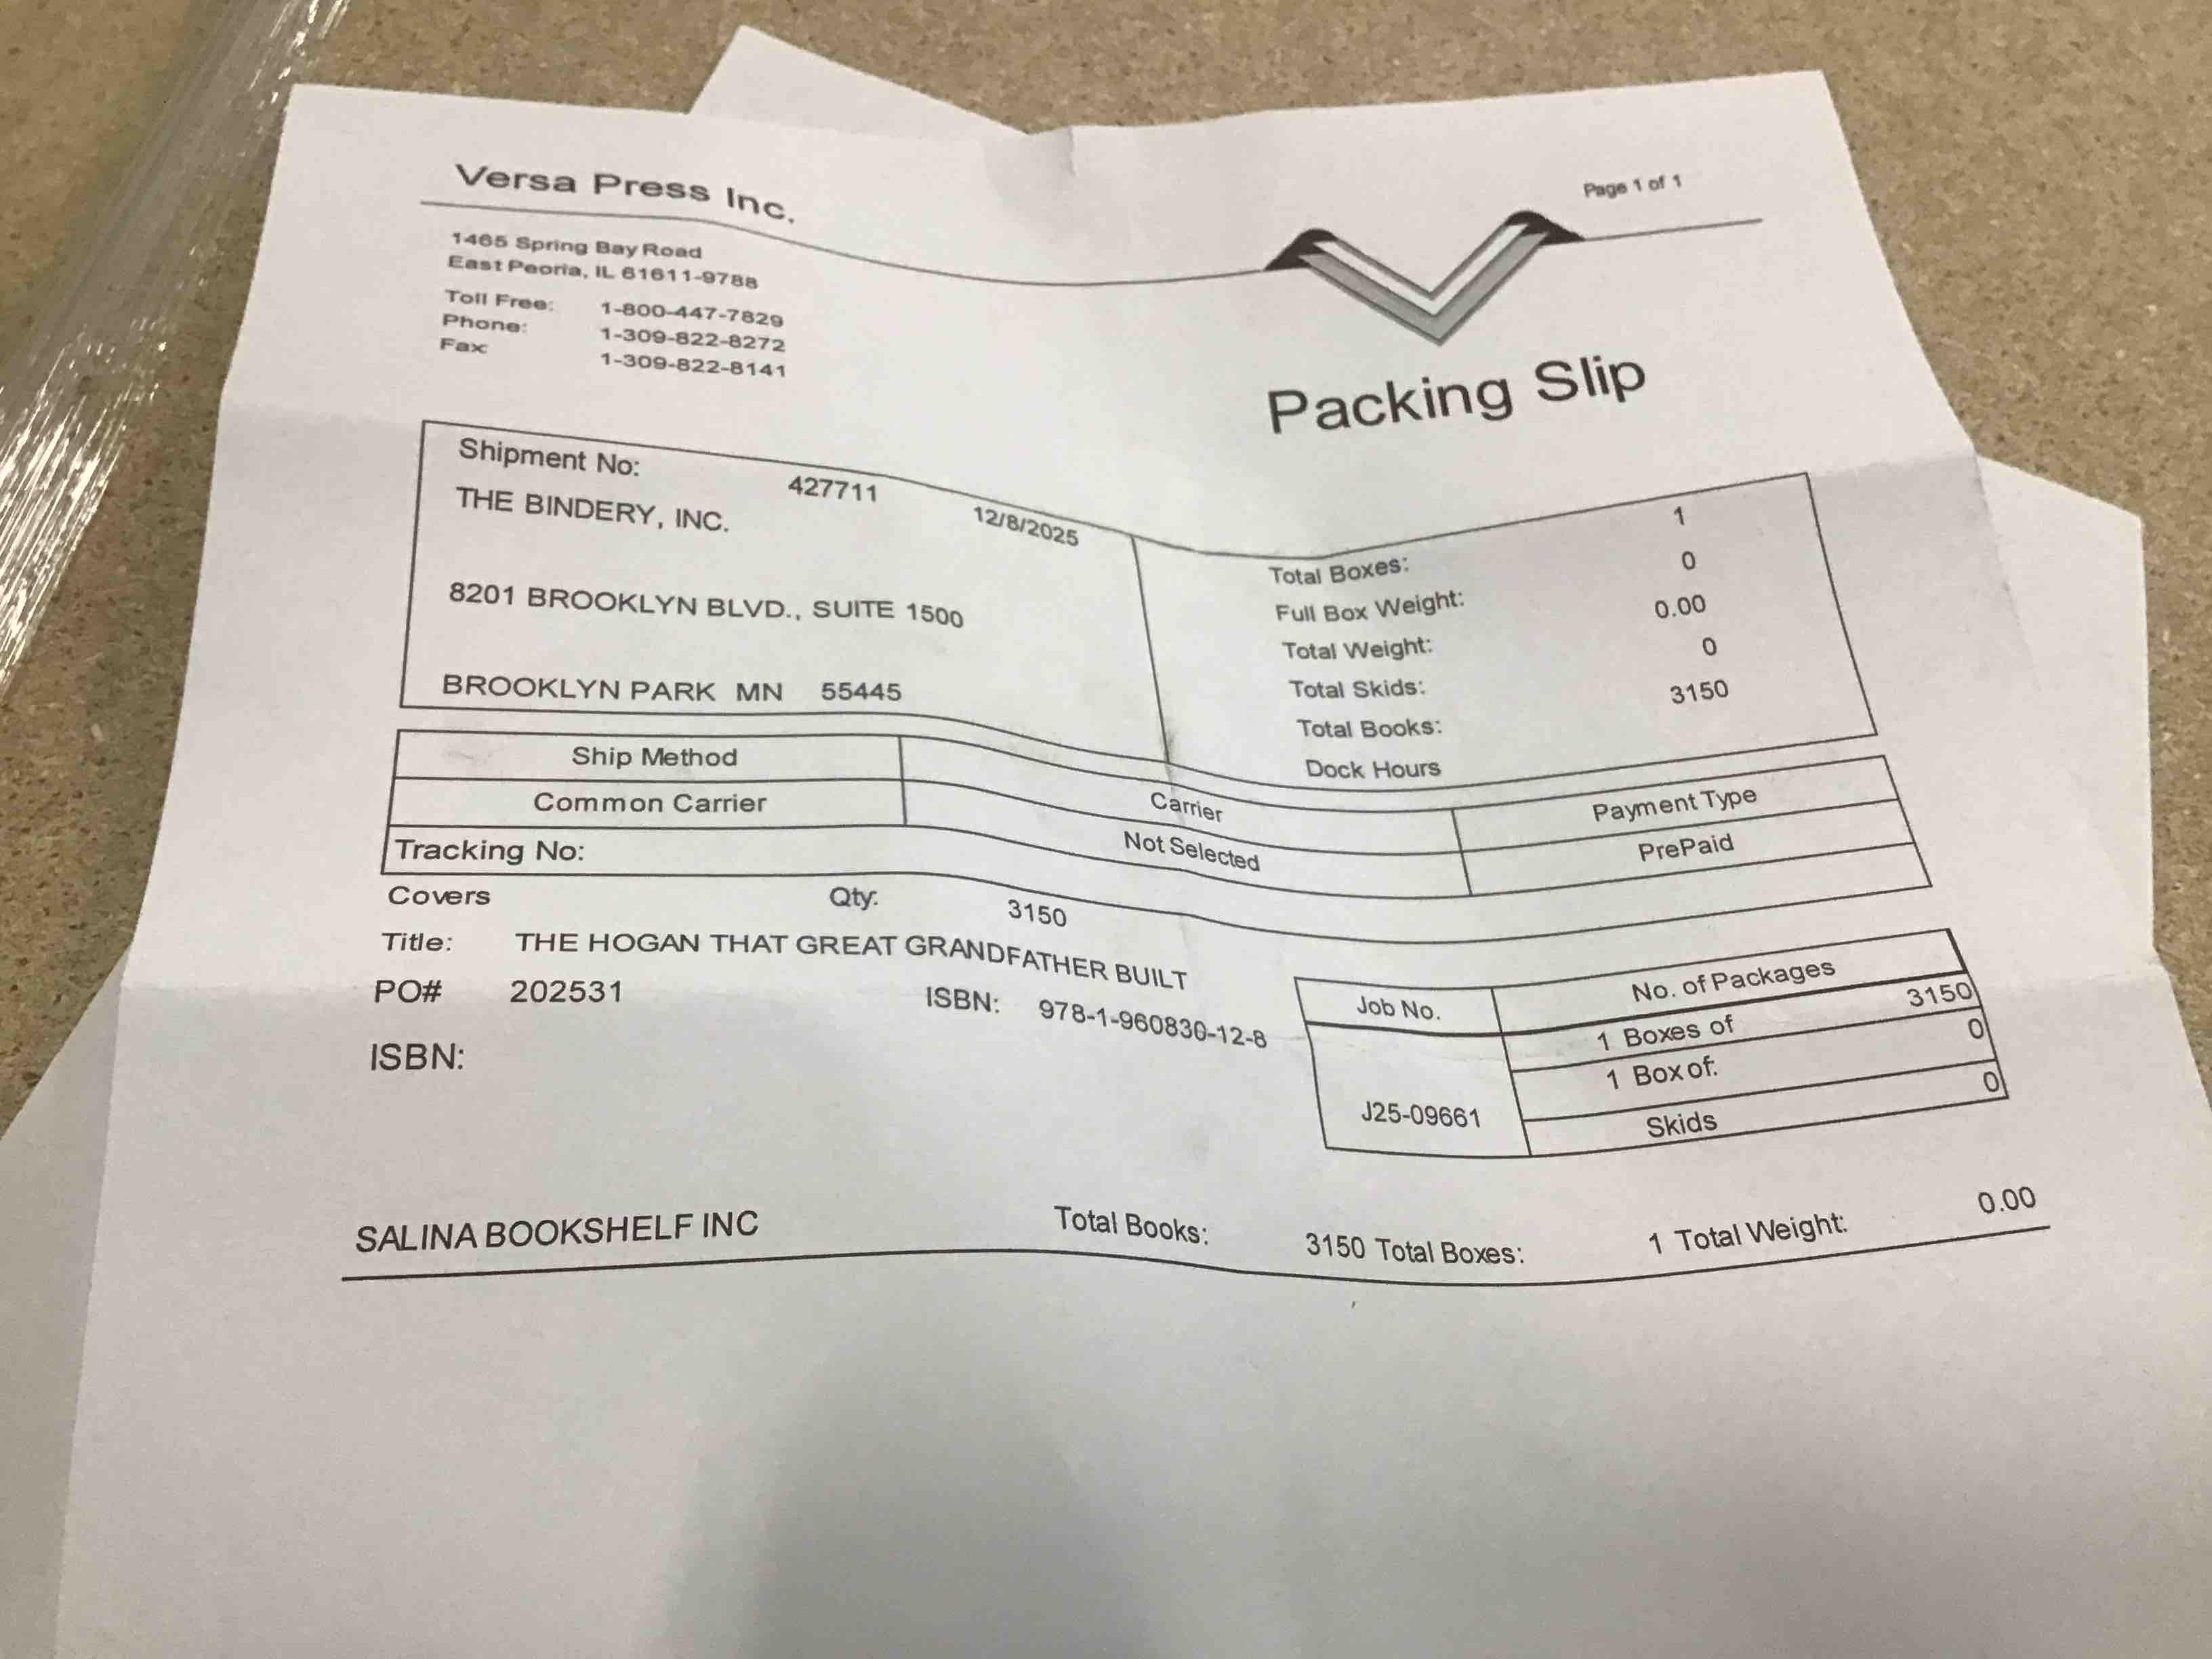 Versa Press Inc.
Page 1 of 1
1465 Spring Bay Road
East Peoria, IL 61611-9788
Toll Free: 1-800-447-7829
Phone: 1-309-822-8272
Fax: 1-309-822-8141
Packing Slip
Shipment No: 427711 12/8/2025
THE BINDERY, INC.
8201 BROOKLYN BLVD., SUITE 1500
BROOKLYN PARK MN 55445
Total Boxes: 1
Full Box Weight: 0
Total Weight: 0.00
Total Skids: 0
Total Books: 3150
Dock Hours
Ship Method Carrier Payment Type
Common Carrier Not Selected PrePaid
Tracking No:
Covers Qty: 3150
Title: THE HOGAN THAT GREAT GRANDFATHER BUILT
PO# 202531 ISBN: 978-1-960830-12-8
ISBN:
Job No. No. of Packages
J25-09661
1 Boxes of 3150
1 Box of: 0
Skids 0
SALINA BOOKSHELF INC Total Books: 3150 Total Boxes: 1 Total Weight: 0.00